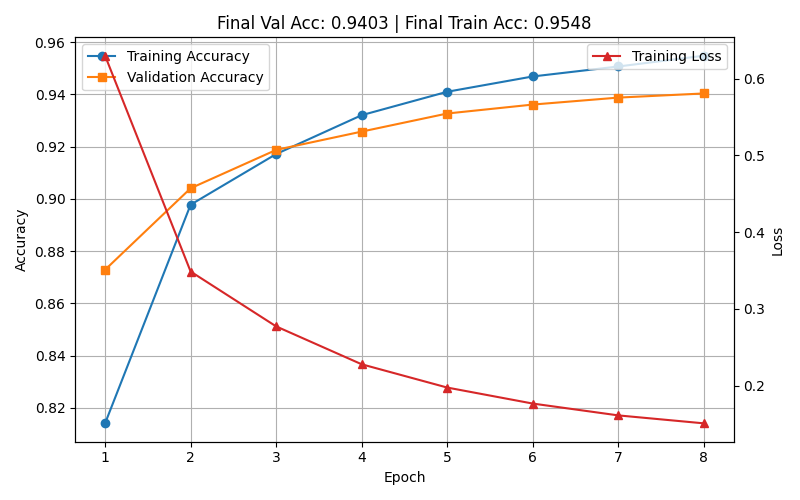 Final Val Acc: 0.9403 | Final Train Acc: 0.9548
Training Accuracy
Validation Accuracy
Training Loss
0.96
0.94
0.92
0.90
0.88
0.86
0.84
0.82
Accuracy
0.6
0.5
0.4
0.3
0.2
Loss
1 2 3 4 5 6 7 8
Epoch